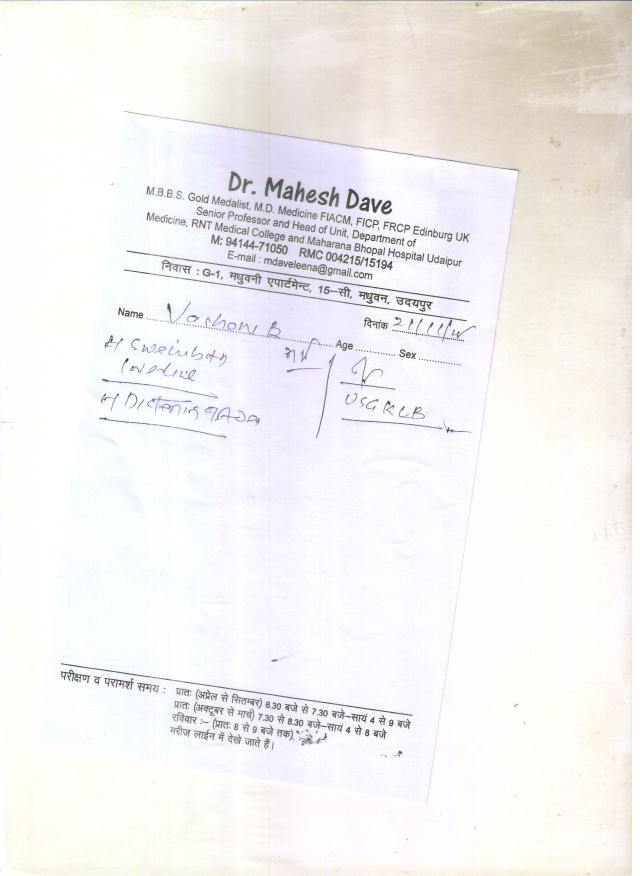 Dr. Mahesh Dave
M.B.B.S. Gold Medalist, M.D. Medicine FIACM, FICP, FRCP Edinburg UK
Senior Professor and Head of Unit, Department of
Medicine, RNT Medical College and Maharana Bhopal Hospital Udaipur
M: 94144-71050 RMC 004215/15194
E-mail : mdaveleena@gmail.com
निवास : G-1, मधुवनी एपार्टमेन्ट, 15–सी, मधुवन, उदयपुर
Name B दिनांक
Age Sex
USG KUB
परीक्षण व परामर्श समय : प्रातः (अप्रेल से सितम्बर) 6.30 बजे से 7.30 बजे–सायं 4 से 9 बजे
प्रातः (अक्टूबर से मार्च) 7.30 से 8.30 बजे–सायं 4 से 8 बजे
रविवार :– (प्रातः 8 से 9 बजे तक)
मरीज लाईन में देखे जाते हैं।